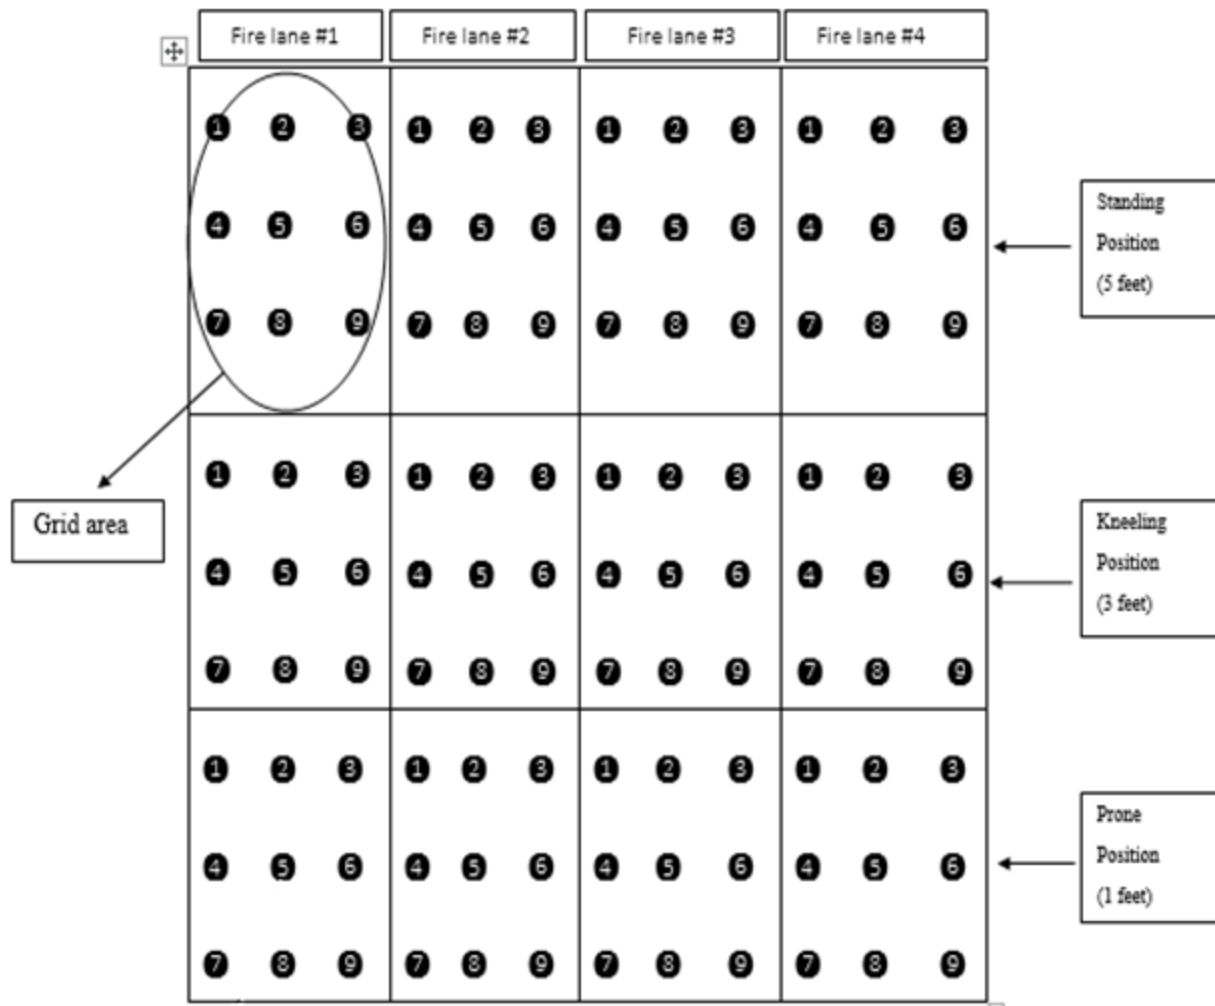 Fire lane #1 Fire lane #2 Fire lane #3 Fire lane #4
1 2 3 1 2 3 1 2 3 1 2 3
4 5 6 4 5 6 4 5 6 4 5 6
7 8 9 7 8 9 7 8 9 7 8 9
Standing
Position
(5 feet)
Grid area
1 2 3 1 2 3 1 2 3 1 2 3
4 5 6 4 5 6 4 5 6 4 5 6
7 8 9 7 8 9 7 8 9 7 8 9
Kneeling
Position
(3 feet)
1 2 3 1 2 3 1 2 3 1 2 3
4 5 6 4 5 6 4 5 6 4 5 6
7 8 9 7 8 9 7 8 9 7 8 9
Prone
Position
(1 feet)